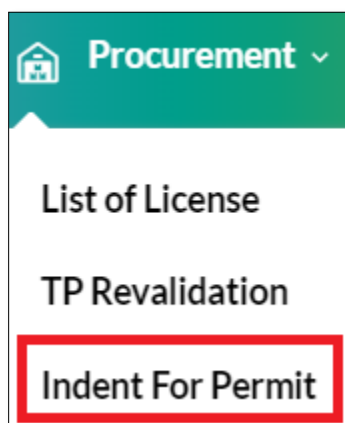 Procurement
List of License
TP Revalidation
Indent For Permit